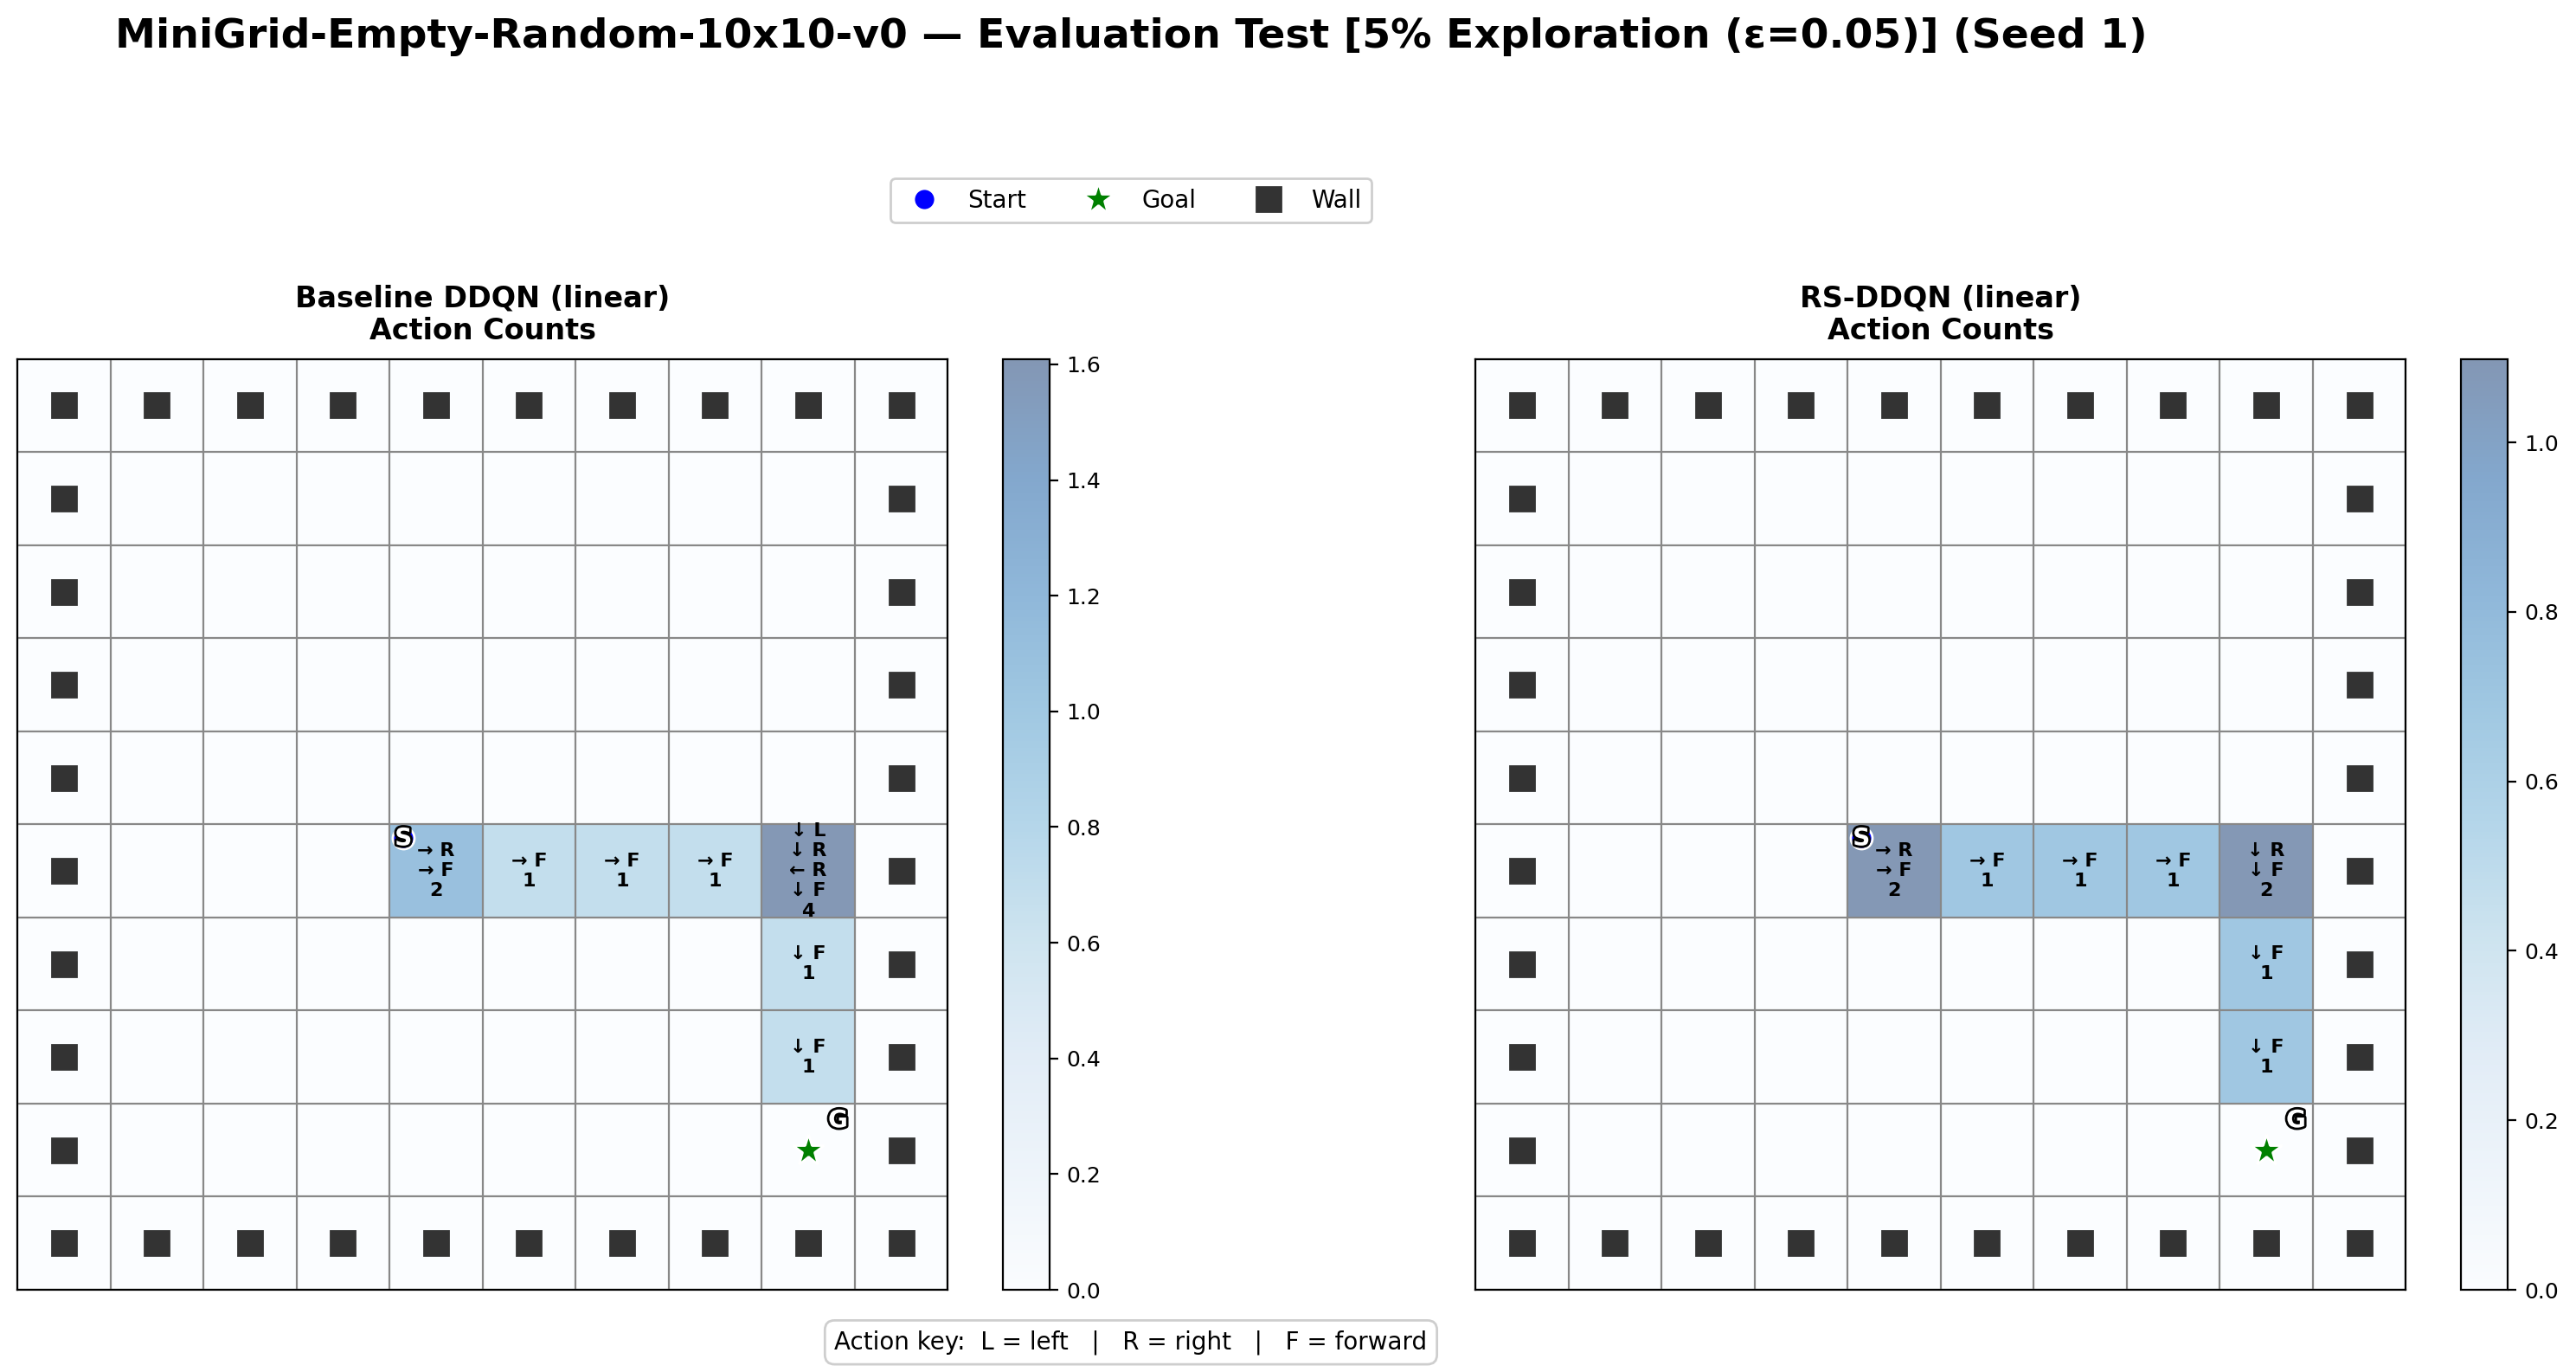 MiniGrid-Empty-Random-10x10-v0 — Evaluation Test [5% Exploration (ε=0.05)] (Seed 1)
Start Goal Wall
Baseline DDQN (linear)
Action Counts
1.6
1.4
1.2
1.0
0.8
0.6
0.4
0.2
0.0
S
→ R
→ F
2
→ F
1
→ F
1
→ F
1
↓ L
↓ R
← R
↓ F
4
↓ F
1
↓ F
1
G
RS-DDQN (linear)
Action Counts
1.0
0.8
0.6
0.4
0.2
0.0
S
→ R
→ F
2
→ F
1
→ F
1
→ F
1
↓ R
↓ F
2
↓ F
1
↓ F
1
G
Action key: L = left | R = right | F = forward